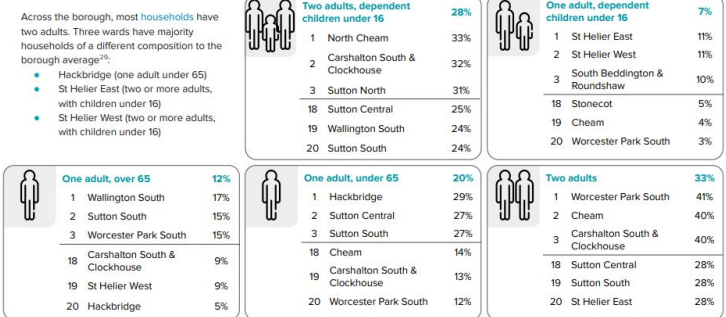 Across the borough, most households have
two adults. Three wards have majority
households of a different composition to the
borough average²⁹:
• Hackbridge (one adult under 65)
• St Helier East (two or more adults,
with children under 16)
• St Helier West (two or more adults,
with children under 16)
Two adults, dependent
children under 16 28%
1 North Cheam 33%
2 Carshalton South &
Clockhouse 32%
3 Sutton North 31%
18 Sutton Central 25%
19 Wallington South 24%
20 Sutton South 24%
One adult, dependent
children under 16 7%
1 St Helier East 11%
2 St Helier West 11%
3 South Beddington &
Roundshaw 10%
18 Stonecot 5%
19 Cheam 4%
20 Worcester Park South 3%
One adult, over 65 12%
1 Wallington South 17%
2 Sutton South 15%
3 Worcester Park South 15%
18 Carshalton South &
Clockhouse 9%
19 St Helier West 9%
20 Hackbridge 5%
One adult, under 65 20%
1 Hackbridge 29%
2 Sutton Central 27%
3 Sutton South 27%
18 Cheam 14%
19 Carshalton South &
Clockhouse 13%
20 Worcester Park South 12%
Two adults 33%
1 Worcester Park South 41%
2 Cheam 40%
3 Carshalton South &
Clockhouse 40%
18 Sutton Central 28%
19 Sutton South 28%
20 St Helier East 28%